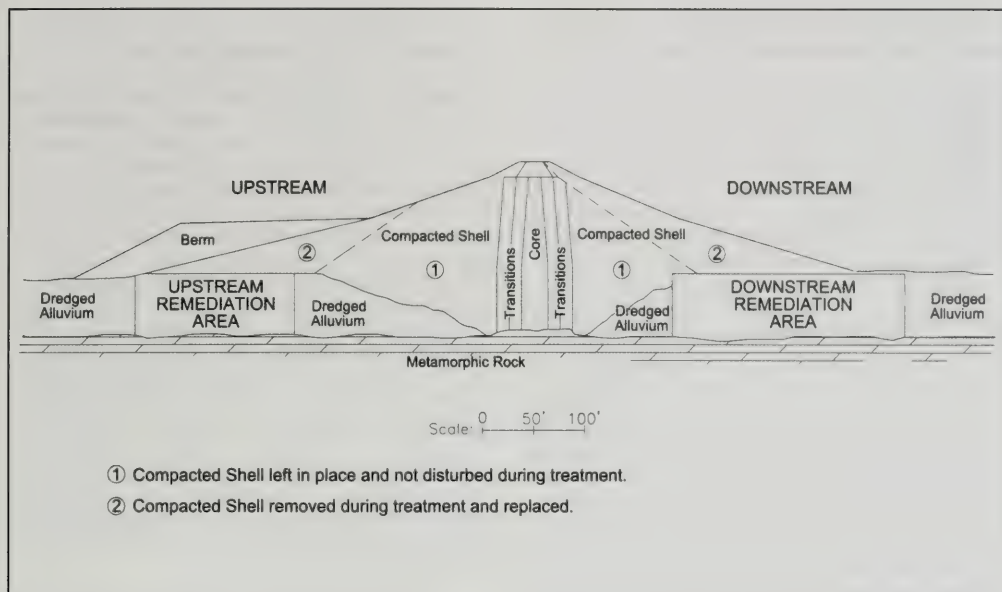 UPSTREAM
DOWNSTREAM
Berm
②
Compacted Shell
①
Transitions
Core
Transitions
Compacted Shell
①
②
Dredged
Alluvium
UPSTREAM
REMEDIATION
AREA
Dredged
Alluvium
Dredged
Alluvium
DOWNSTREAM
REMEDIATION
AREA
Dredged
Alluvium
Metamorphic Rock
Scale: 0 50' 100'
① Compacted Shell left in place and not disturbed during treatment.
② Compacted Shell removed during treatment and replaced.